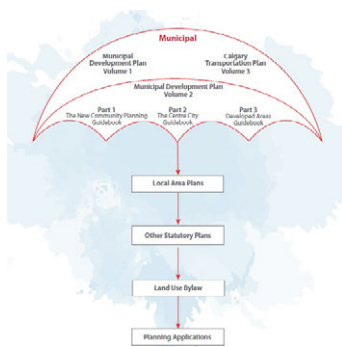 Municipal
Municipal
Development Plan
Volume 1
Calgary
Transportation Plan
Volume 3
Municipal Development Plan
Volume 2
Part 1
The New Community Planning
Guidebook
Part 2
The Centre City
Guidebook
Part 3
Developed Areas
Guidebook
Local Area Plans
Other Statutory Plans
Land Use Bylaw
Planning Applications